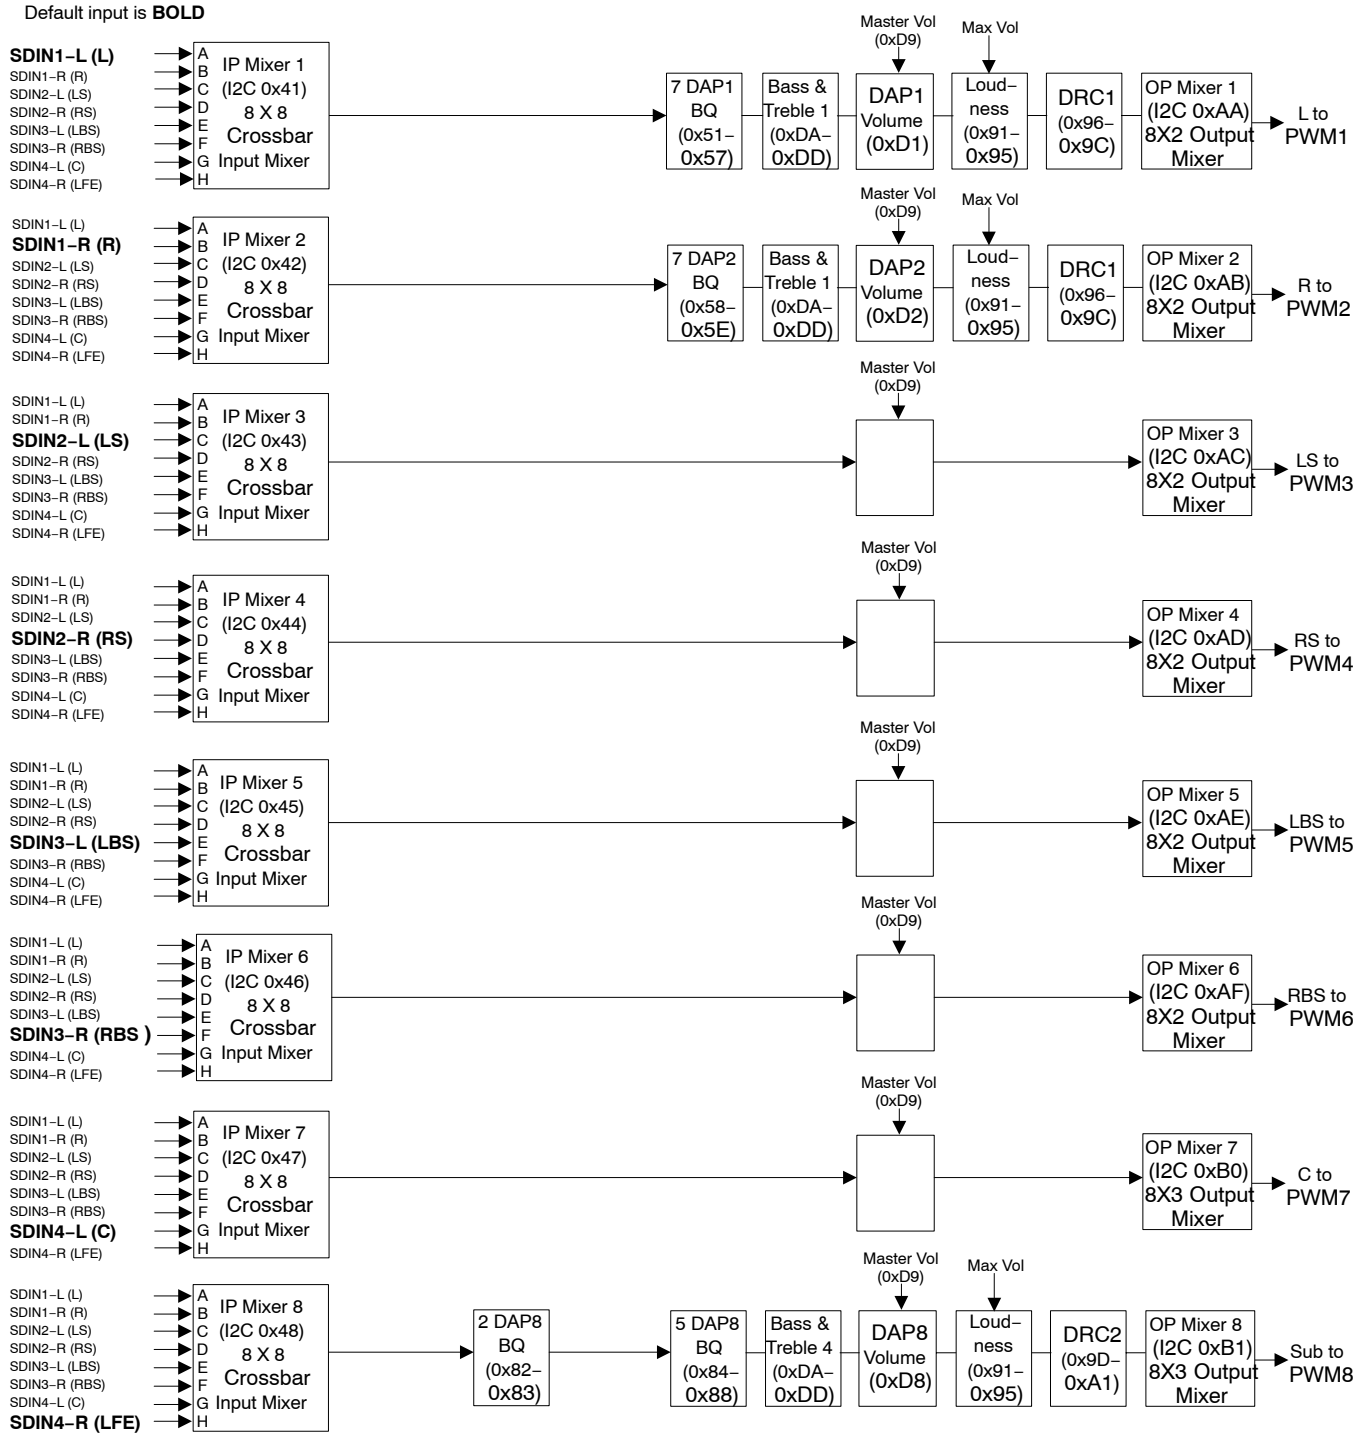 Default input is BOLD
Master Vol
(0xD9)
Max Vol
SDIN1−L (L)
SDIN1−R (R)
SDIN2−L (LS)
SDIN2−R (RS)
SDIN3−L (LBS)
SDIN3−R (RBS)
SDIN4−L (C)
SDIN4−R (LFE)
A
B
C
D
E
F
G
H
IP Mixer 1
(I2C 0x41)
8 X 8
Crossbar
Input Mixer
7 DAP1
BQ
(0x51−
0x57)
Bass &
Treble 1
(0xDA−
0xDD)
DAP1
Volume
(0xD1)
Loud−
ness
(0x91−
0x95)
DRC1
(0x96−
0x9C)
OP Mixer 1
(I2C 0xAA)
8X2 Output
Mixer
L to
PWM1
Master Vol
(0xD9)
Max Vol
SDIN1−L (L)
SDIN1−R (R)
SDIN2−L (LS)
SDIN2−R (RS)
SDIN3−L (LBS)
SDIN3−R (RBS)
SDIN4−L (C)
SDIN4−R (LFE)
A
B
C
D
E
F
G
H
IP Mixer 2
(I2C 0x42)
8 X 8
Crossbar
Input Mixer
7 DAP2
BQ
(0x58−
0x5E)
Bass &
Treble 1
(0xDA−
0xDD)
DAP2
Volume
(0xD2)
Loud−
ness
(0x91−
0x95)
DRC1
(0x96−
0x9C)
OP Mixer 2
(I2C 0xAB)
8X2 Output
Mixer
R to
PWM2
Master Vol
(0xD9)
SDIN1−L (L)
SDIN1−R (R)
SDIN2−L (LS)
SDIN2−R (RS)
SDIN3−L (LBS)
SDIN3−R (RBS)
SDIN4−L (C)
SDIN4−R (LFE)
A
B
C
D
E
F
G
H
IP Mixer 3
(I2C 0x43)
8 X 8
Crossbar
Input Mixer
OP Mixer 3
(I2C 0xAC)
8X2 Output
Mixer
LS to
PWM3
Master Vol
(0xD9)
SDIN1−L (L)
SDIN1−R (R)
SDIN2−L (LS)
SDIN2−R (RS)
SDIN3−L (LBS)
SDIN3−R (RBS)
SDIN4−L (C)
SDIN4−R (LFE)
A
B
C
D
E
F
G
H
IP Mixer 4
(I2C 0x44)
8 X 8
Crossbar
Input Mixer
OP Mixer 4
(I2C 0xAD)
8X2 Output
Mixer
RS to
PWM4
Master Vol
(0xD9)
SDIN1−L (L)
SDIN1−R (R)
SDIN2−L (LS)
SDIN2−R (RS)
SDIN3−L (LBS)
SDIN3−R (RBS)
SDIN4−L (C)
SDIN4−R (LFE)
A
B
C
D
E
F
G
H
IP Mixer 5
(I2C 0x45)
8 X 8
Crossbar
Input Mixer
OP Mixer 5
(I2C 0xAE)
8X2 Output
Mixer
LBS to
PWM5
Master Vol
(0xD9)
SDIN1−L (L)
SDIN1−R (R)
SDIN2−L (LS)
SDIN2−R (RS)
SDIN3−L (LBS)
SDIN3−R (RBS )
SDIN4−L (C)
SDIN4−R (LFE)
A
B
C
D
E
F
G
H
IP Mixer 6
(I2C 0x46)
8 X 8
Crossbar
Input Mixer
OP Mixer 6
(I2C 0xAF)
8X2 Output
Mixer
RBS to
PWM6
Master Vol
(0xD9)
SDIN1−L (L)
SDIN1−R (R)
SDIN2−L (LS)
SDIN2−R (RS)
SDIN3−L (LBS)
SDIN3−R (RBS)
SDIN4−L (C)
SDIN4−R (LFE)
A
B
C
D
E
F
G
H
IP Mixer 7
(I2C 0x47)
8 X 8
Crossbar
Input Mixer
OP Mixer 7
(I2C 0xB0)
8X3 Output
Mixer
C to
PWM7
Master Vol
(0xD9)
Max Vol
SDIN1−L (L)
SDIN1−R (R)
SDIN2−L (LS)
SDIN2−R (RS)
SDIN3−L (LBS)
SDIN3−R (RBS)
SDIN4−L (C)
SDIN4−R (LFE)
A
B
C
D
E
F
G
H
IP Mixer 8
(I2C 0x48)
8 X 8
Crossbar
Input Mixer
2 DAP8
BQ
(0x82−
0x83)
5 DAP8
BQ
(0x84−
0x88)
Bass &
Treble 4
(0xDA−
0xDD)
DAP8
Volume
(0xD8)
Loud−
ness
(0x91−
0x95)
DRC2
(0x9D−
0xA1)
OP Mixer 8
(I2C 0xB1)
8X3 Output
Mixer
Sub to
PWM8